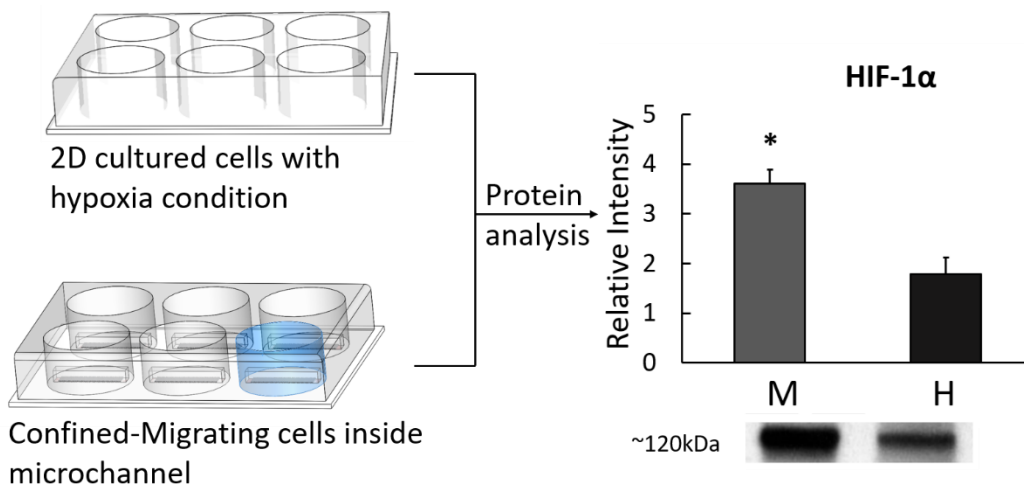 2D cultured cells with
hypoxia condition
Confined-Migrating cells inside
microchannel
Protein
analysis
HIF-1α
Relative Intensity
5
4
3
2
1
0
*
M H
~120kDa